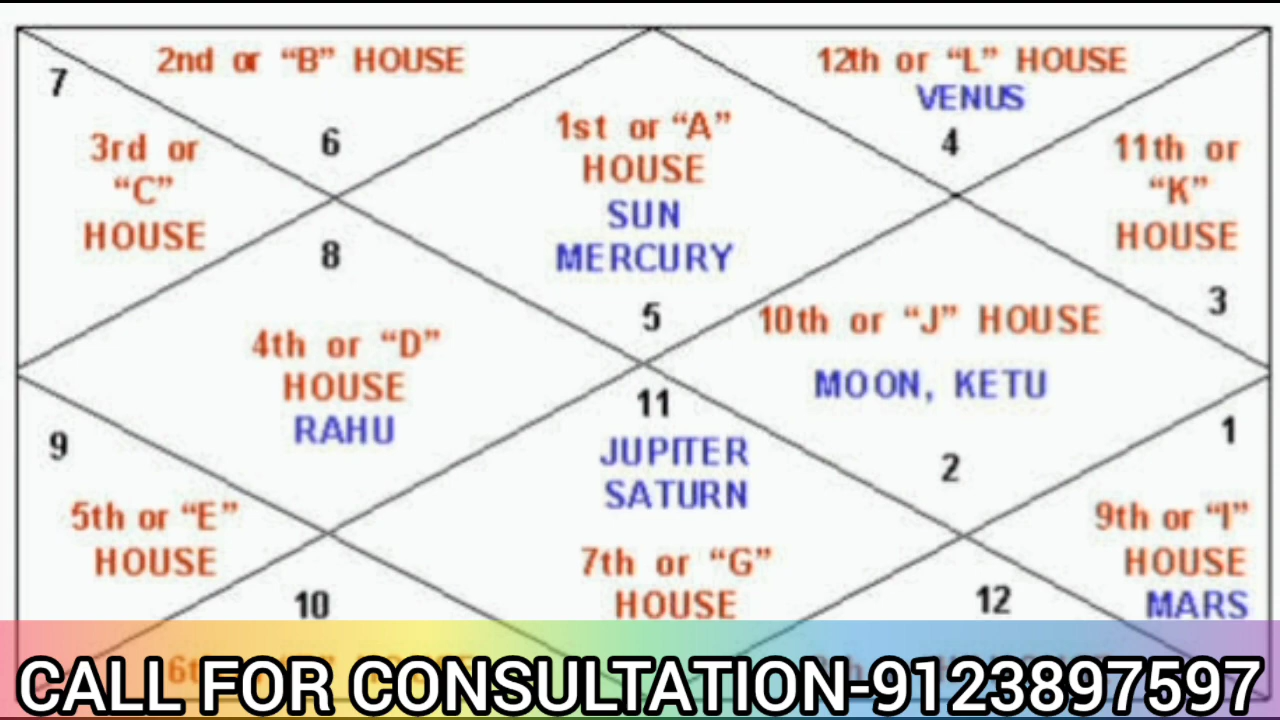 2nd or “B” HOUSE
12th or “L” HOUSE
VENUS
7
3rd or
“C”
HOUSE
6
1st or “A”
HOUSE
SUN
MERCURY
5
4
11th or
“K”
HOUSE
3
8
4th or “D”
HOUSE
RAHU
10th or “J” HOUSE
MOON, KETU
2
9
5th or “E”
HOUSE
11
JUPITER
SATURN
7th or “G”
HOUSE
1
9th or “I”
HOUSE
MARS
10
12
CALL FOR CONSULTATION-9123897597